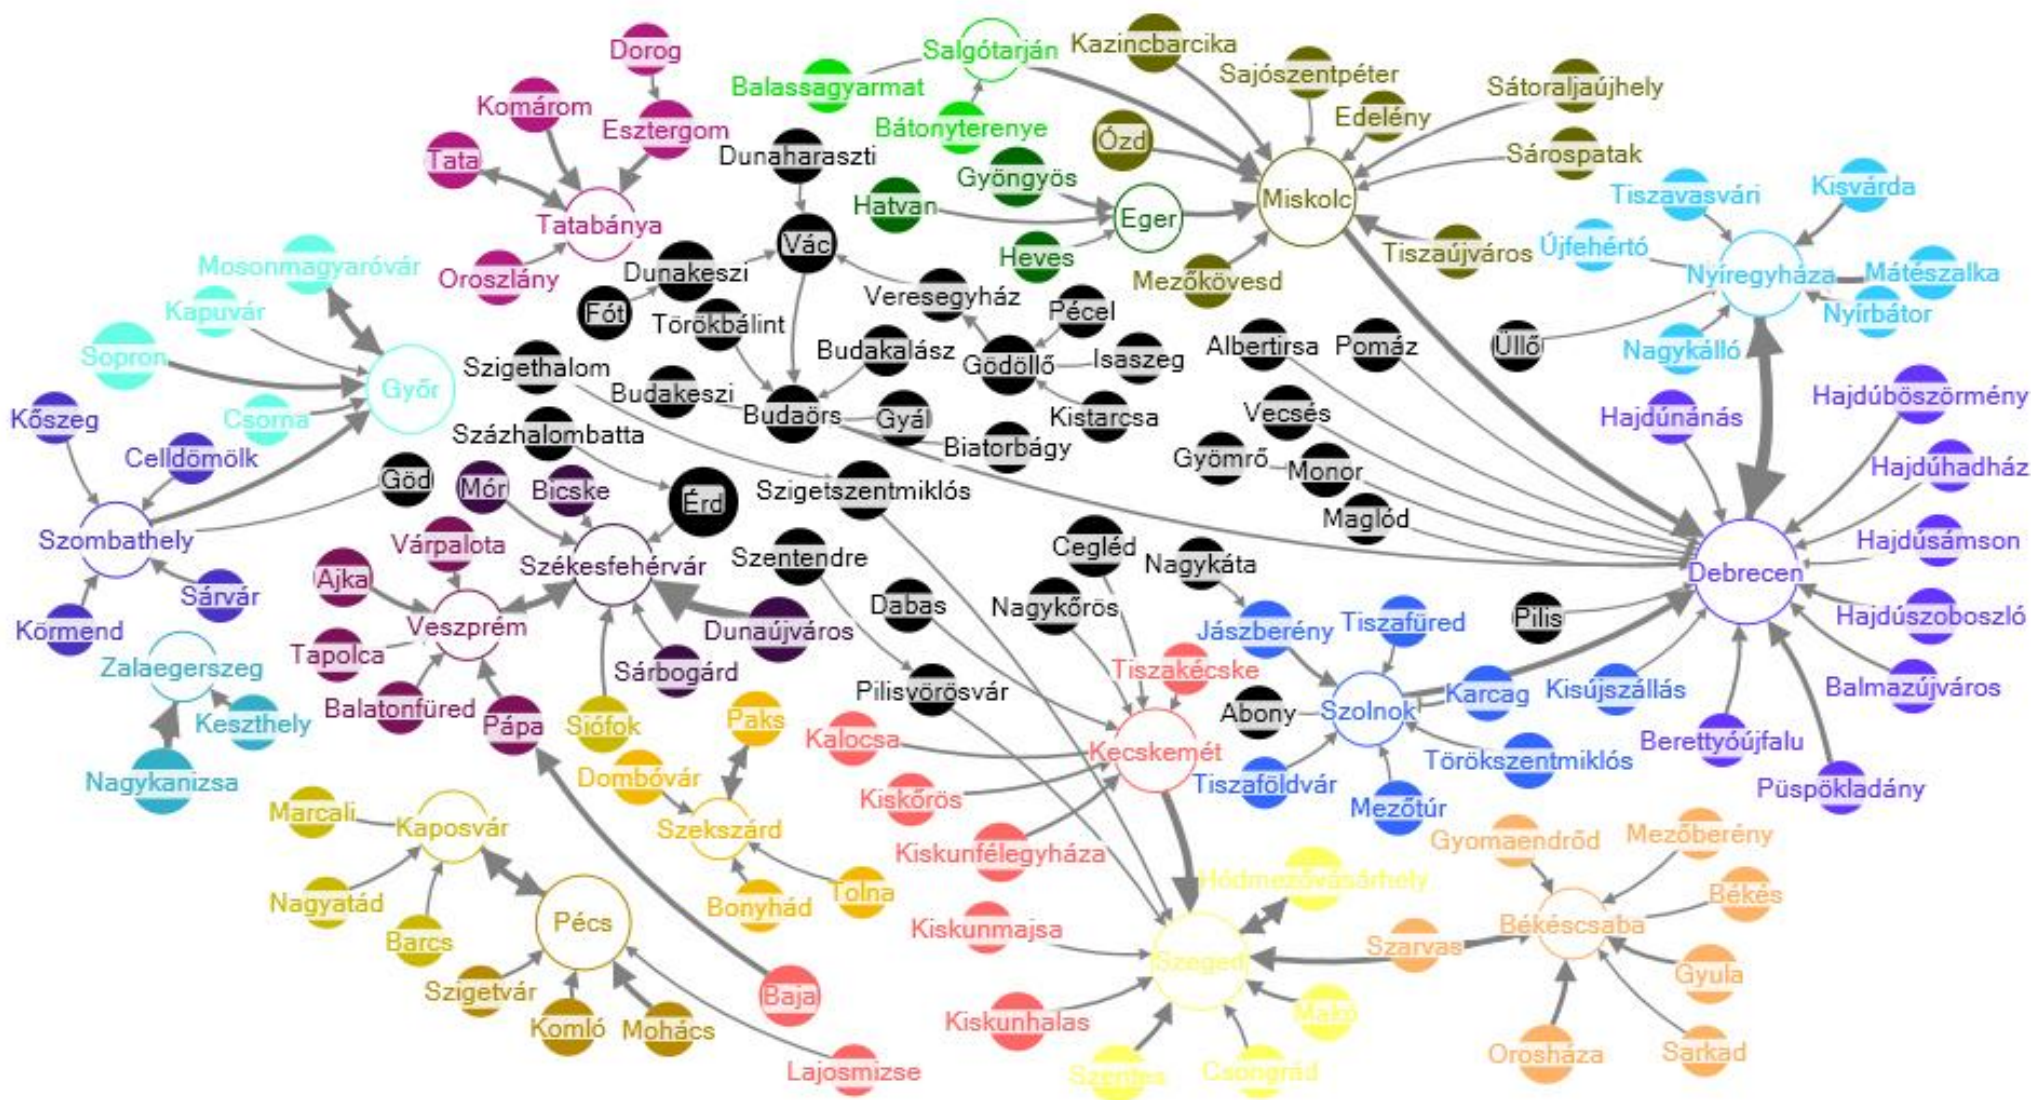 Dorog
Salgótarján
Kazincbarcika
Balassagyarmat
Sajószentpéter
Sátoraljaújhely
Komárom
Esztergom
Bátonyterenye
Edelény
Ózd
Tata
Dunaharaszti
Sárospatak
Gyöngyös
Hatvan
Eger
Miskolc
Tiszavasvári
Kisvárda
Tatabánya
Vác
Heves
Tiszaújváros
Újfehértó
Mosonmagyaróvár
Oroszlány
Dunakeszi
Mezőkövesd
Nyíregyháza
Mátészalka
Kapuvár
Fót
Veresegyház
Pécel
Nyírbátor
Törökbálint
Sopron
Szigethalom
Budakalász
Gödöllő
Isaszeg
Albertirsa
Pomáz
Üllő
Nagykálló
Győr
Budakeszi
Hajdúnánás
Hajdúböszörmény
Kőszeg
Csorna
Budaörs
Gyál
Kistarcsa
Vecsés
Százhalombatta
Biatorbágy
Celldömölk
Gyömrő
Monor
Hajdúhadház
Göd
Mór
Bicske
Érd
Szigetszentmiklós
Maglód
Szombathely
Várpalota
Székesfehérvár
Szentendre
Cegléd
Nagykáta
Debrecen
Hajdúsámson
Ajka
Sárvár
Dabas
Nagykőrös
Körmend
Veszprém
Dunaújváros
Jászberény
Tiszafüred
Pilis
Hajdúszoboszló
Zalaegerszeg
Tapolca
Sárbogárd
Tiszakécske
Pilisvörösvár
Karcag
Kisújszállás
Balmazújváros
Balatonfüred
Keszthely
Pápa
Siófok
Paks
Abony
Szolnok
Kalocsa
Kecskemét
Berettyóújfalu
Nagykanizsa
Dombóvár
Törökszentmiklós
Tiszaföldvár
Püspökladány
Kiskőrös
Mezőtúr
Marcali
Kaposvár
Szekszárd
Gyomaendrőd
Mezőberény
Kiskunfélegyháza
Hódmezővásárhely
Nagyatád
Bonyhád
Tolna
Békés
Pécs
Kiskunmajsa
Békéscsaba
Barcs
Szarvas
Szeged
Gyula
Szigetvár
Baja
Makó
Komló
Mohács
Kiskunhalas
Orosháza
Sarkad
Lajosmizse
Szentes
Csongrád